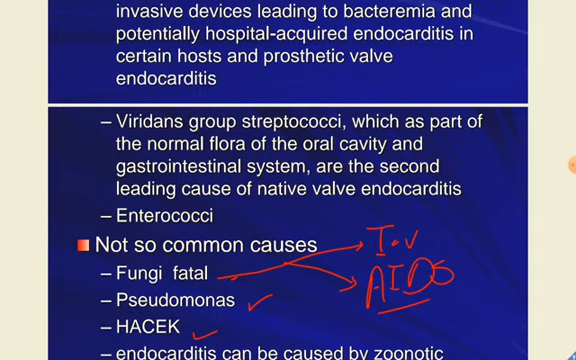 invasive devices leading to bacteremia and
potentially hospital-acquired endocarditis in
certain hosts and prosthetic valve
endocarditis
– Viridans group streptococci, which as part of
the normal flora of the oral cavity and
gastrointestinal system, are the second
leading cause of native valve endocarditis
– Enterococci
Not so common causes
I.V
– Fungi fatal
AIDS
– Pseudomonas
– HACEK
– endocarditis can be caused by zoonotic